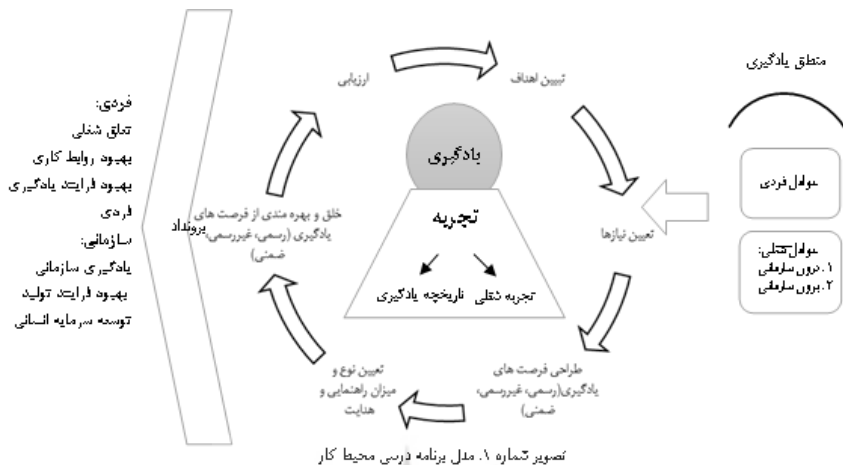 منطق یادگیری
عوامل فردی
عوامل شغلی:
۱. درون سازمانی
۲. برون سازمانی
تبیین اهداف
تعیین نیازها
طراحی فرصت های
یادگیری(رسمی، غیررسمی،
ضمنی)
تعیین نوع و
میزان راهنمایی و
هدایت
خلق و بهره مندی از فرصت های
یادگیری (رسمی، غیررسمی،
ضمنی)
ارزیابی
یادگیری
تجربه
تجربه شغلی
تاریخچه یادگیری
برونداد
فردی:
تعلق شغلی
بهبود روابط کاری
بهبود فرایند یادگیری
فردی
سازمانی:
یادگیری سازمانی
بهبود فرایند تولید
توسعه سرمایه انسانی
تصویر شماره ۱. مدل برنامه درسی محیط کار